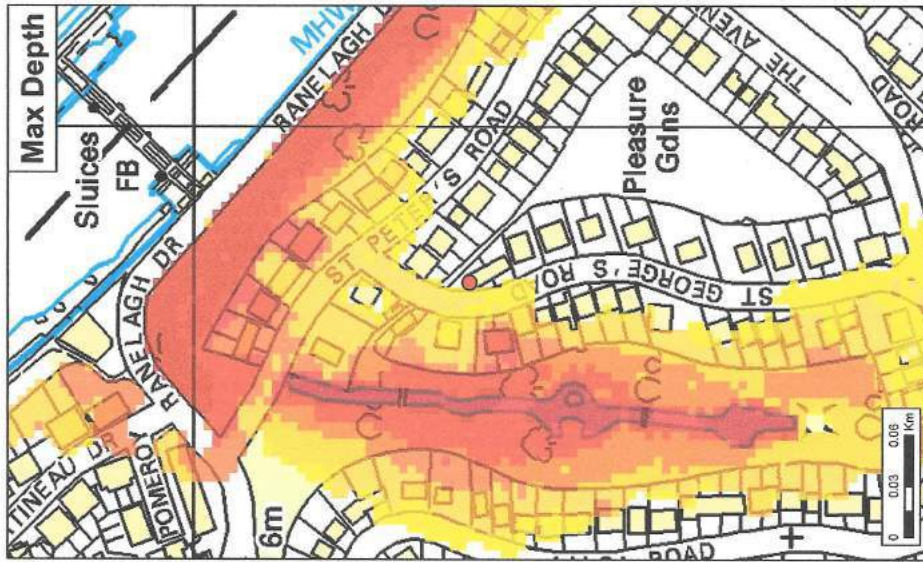 Max Depth
Sluices
FB
MHW
RANELAGH D
RANELAGH DR
TINEAU DR
POMEROY
6m
ST PETER'S ROAD
ST GEORGE'S ROAD
Pleasure
Gdns
THE AVEN
ROAD
ROAD
0 0.03 0.06 Km